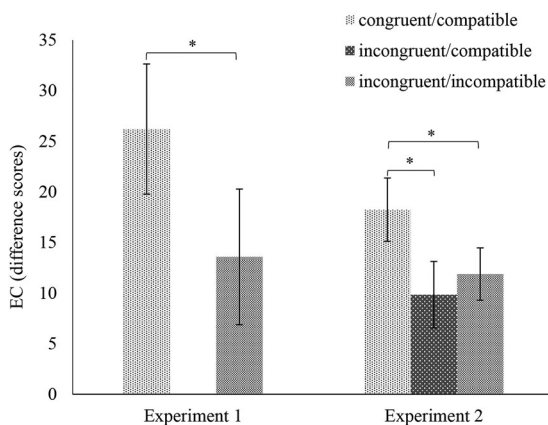 congruent/compatible
incongruent/compatible
incongruent/incompatible
EC (difference scores)
35
30
25
20
15
10
5
0
*
*
*
Experiment 1
Experiment 2